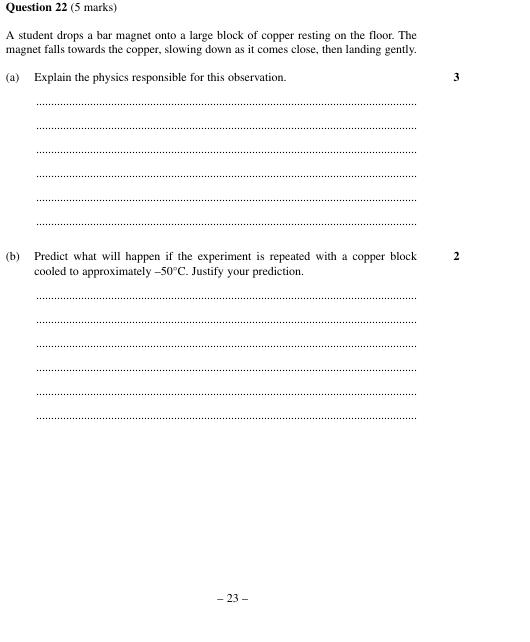 Question 22 (5 marks)
A student drops a bar magnet onto a large block of copper resting on the floor. The
magnet falls towards the copper, slowing down as it comes close, then landing gently.
(a) Explain the physics responsible for this observation. 3
(b) Predict what will happen if the experiment is repeated with a copper block 2
cooled to approximately –50°C. Justify your prediction.
– 23 –